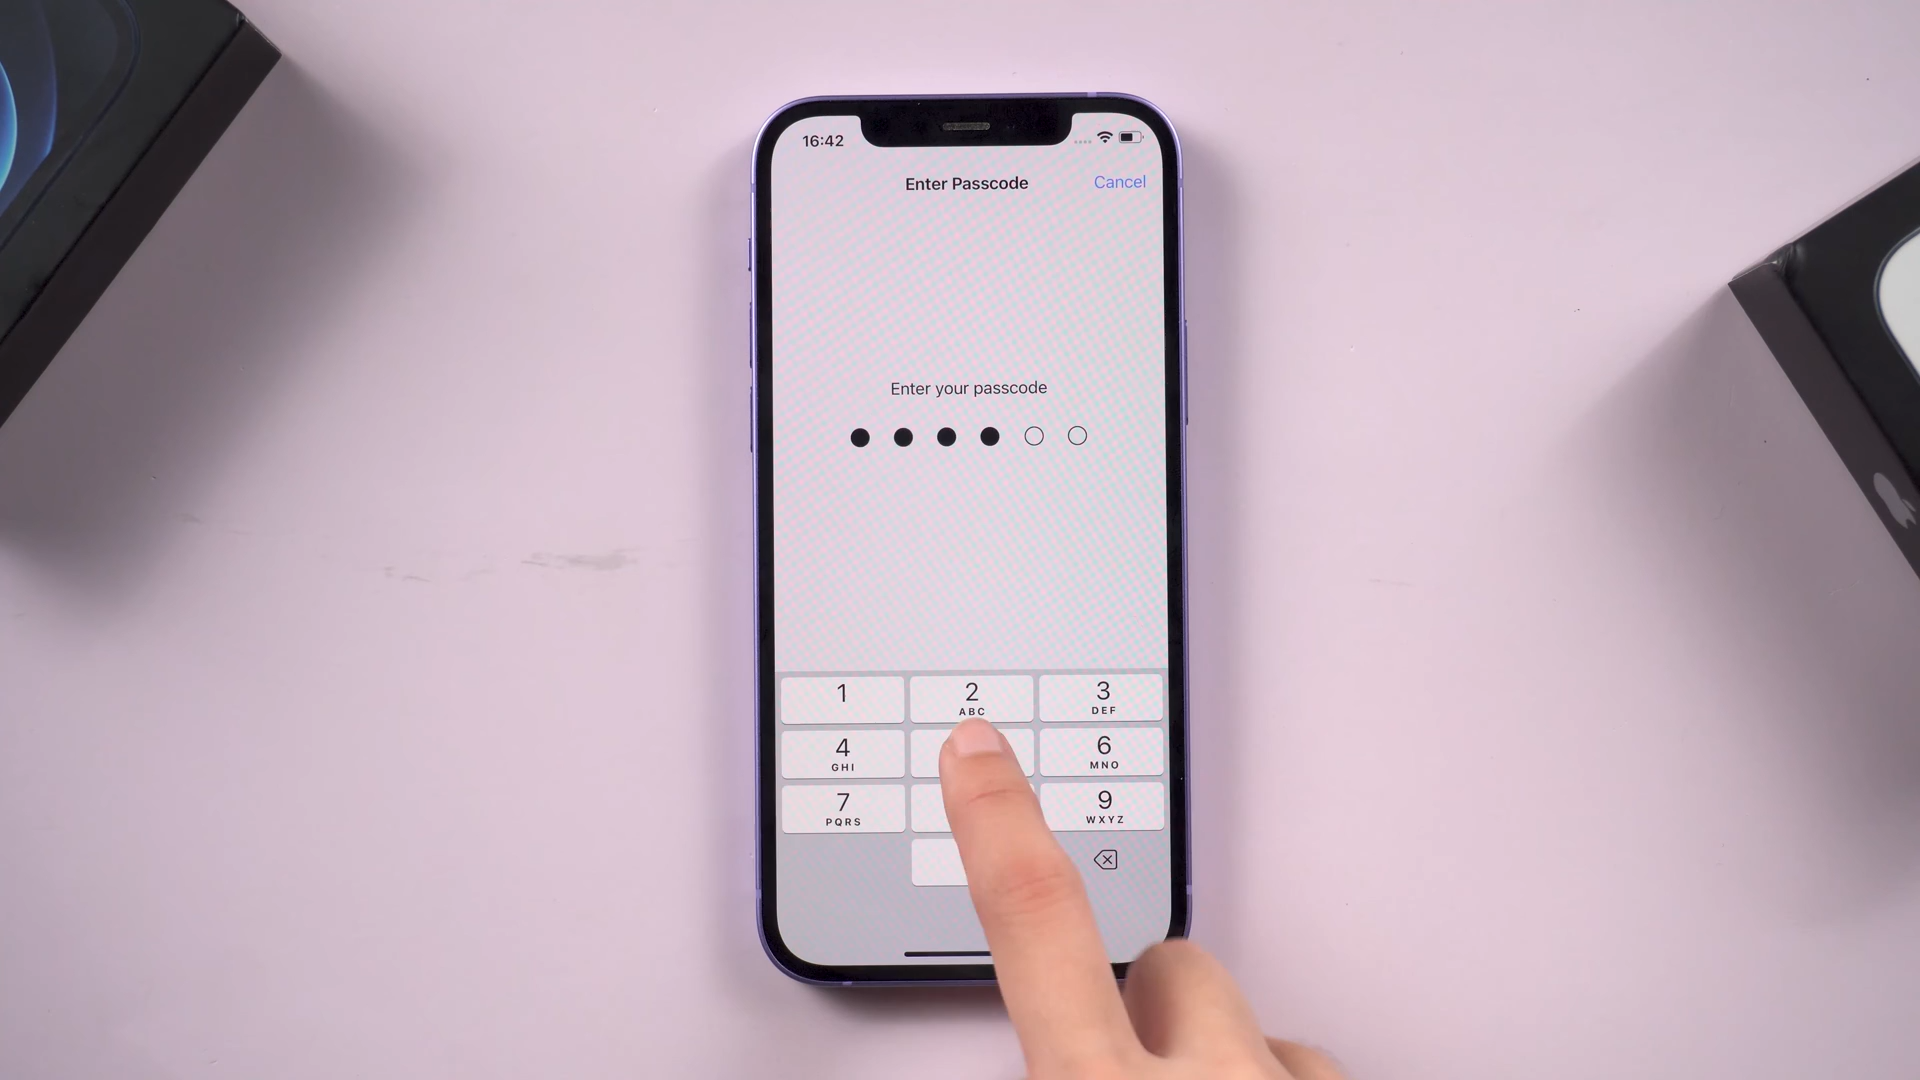 16:42
Enter Passcode
Cancel
Enter your passcode
1
2
ABC
3
DEF
4
GHI
6
MNO
7
PQRS
9
WXYZ